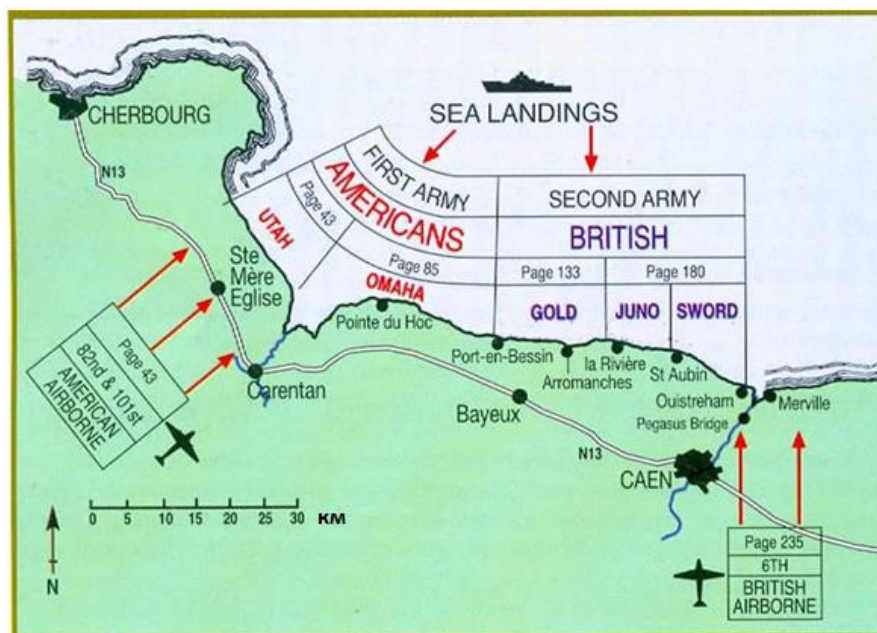 CHERBOURG
SEA LANDINGS
N13
FIRST ARMY
AMERICANS
SECOND ARMY
BRITISH
Page 43
Page 85
Page 133
Page 180
UTAH
OMAHA
GOLD
JUNO
SWORD
Ste
Mère
Eglise
Pointe du Hoc
Port-en-Bessin
Arromanches
la Rivière
St Aubin
Ouistreham
Merville
Pegasus Bridge
Carentan
Bayeux
N13
CAEN
Page 43
82nd & 101st
AMERICAN
AIRBORNE
0 5 10 15 20 25 30 KM
N
Page 235
6TH
BRITISH
AIRBORNE